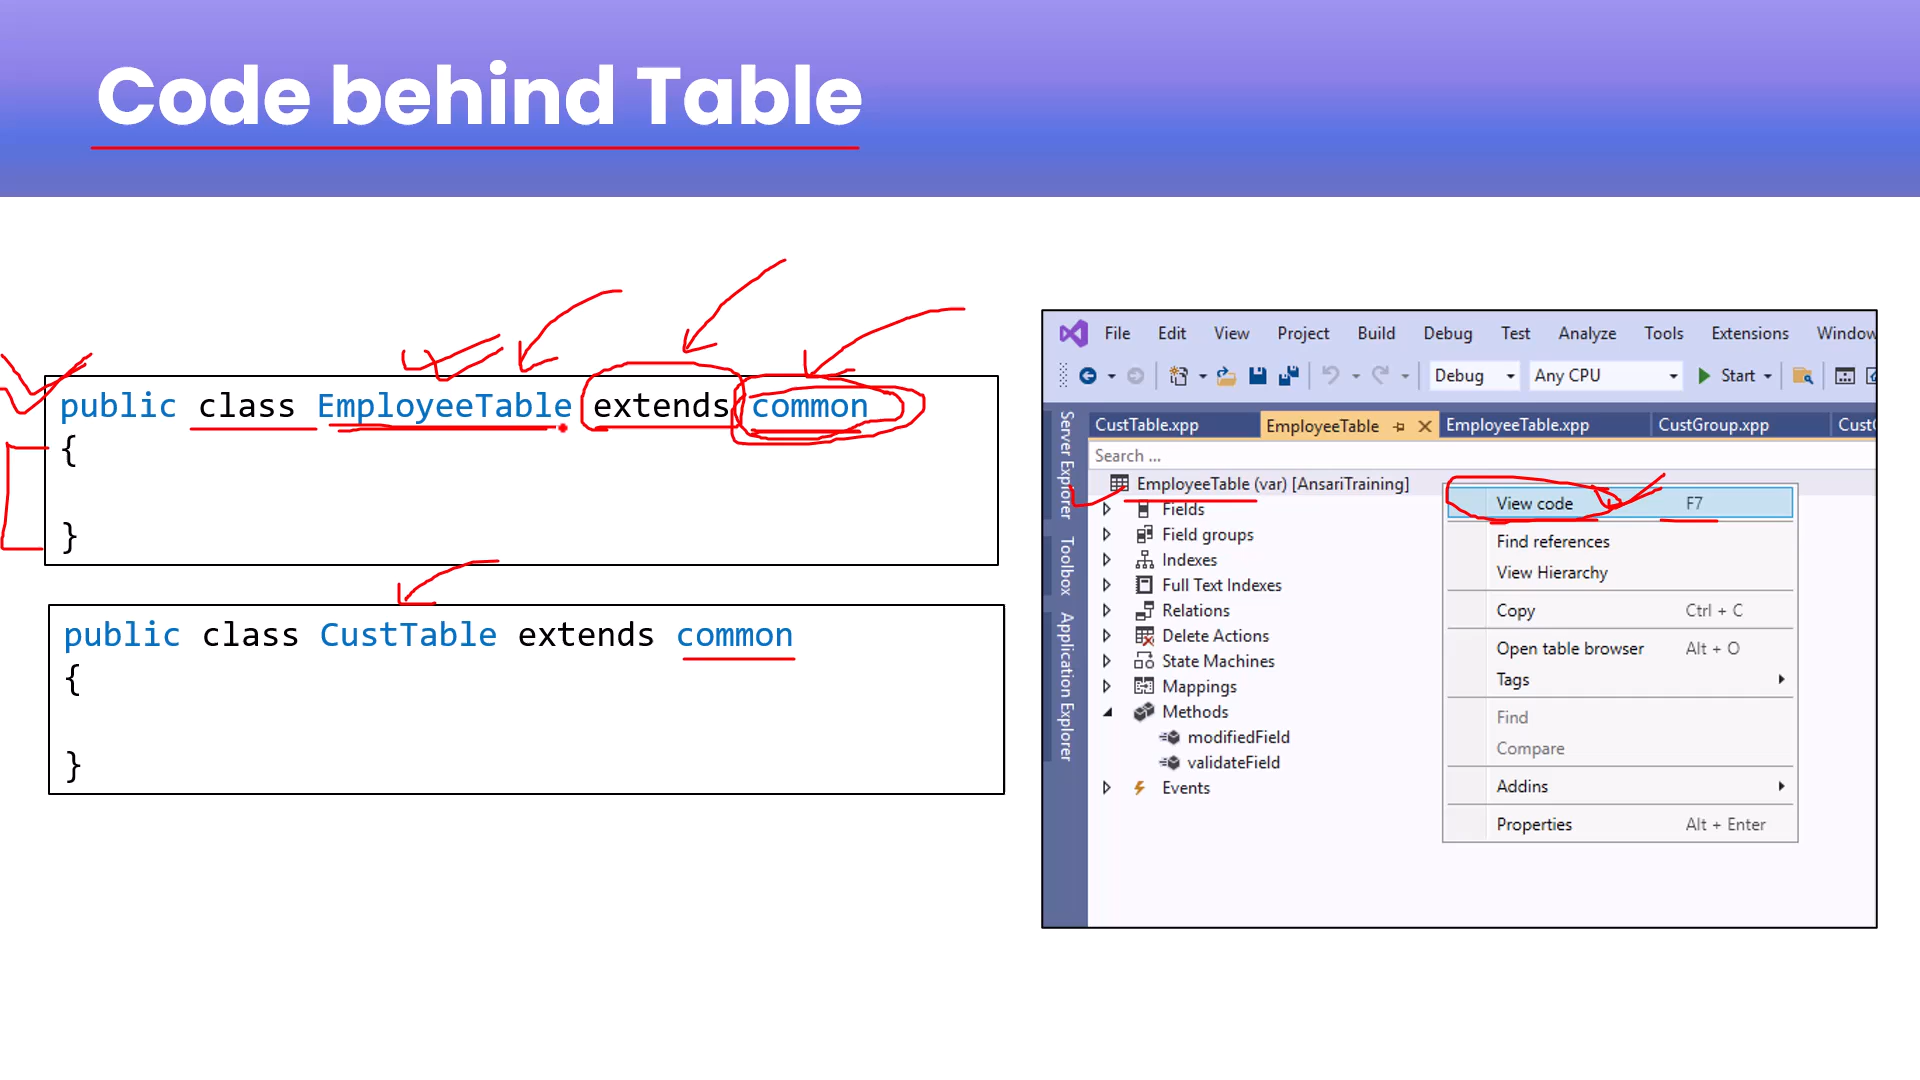 Code behind Table
public class EmployeeTable extends common
{
}
public class CustTable extends common
{
}
File Edit View Project Build Debug Test Analyze Tools Extensions Window
Debug Any CPU Start
CustTable.xpp EmployeeTable EmployeeTable.xpp CustGroup.xpp
Server Explorer
Toolbox
Application Explorer
Search ...
EmployeeTable (var) [AnsariTraining]
Fields
Field groups
Indexes
Full Text Indexes
Relations
Delete Actions
State Machines
Mappings
Methods
modifiedField
validateField
Events
View code F7
Find references
View Hierarchy
Copy Ctrl + C
Open table browser Alt + O
Tags
Find
Compare
Addins
Properties Alt + Enter